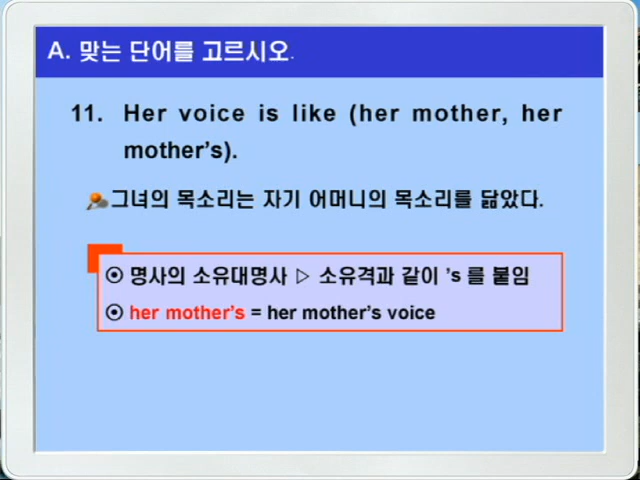 A. 맞는 단어를 고르시오.
11. Her voice is like (her mother, her
mother's).
그녀의 목소리는 자기 어머니의 목소리를 닮았다.
⊙ 명사의 소유대명사 ▷ 소유격과 같이 's 를 붙임
⊙ her mother's = her mother's voice